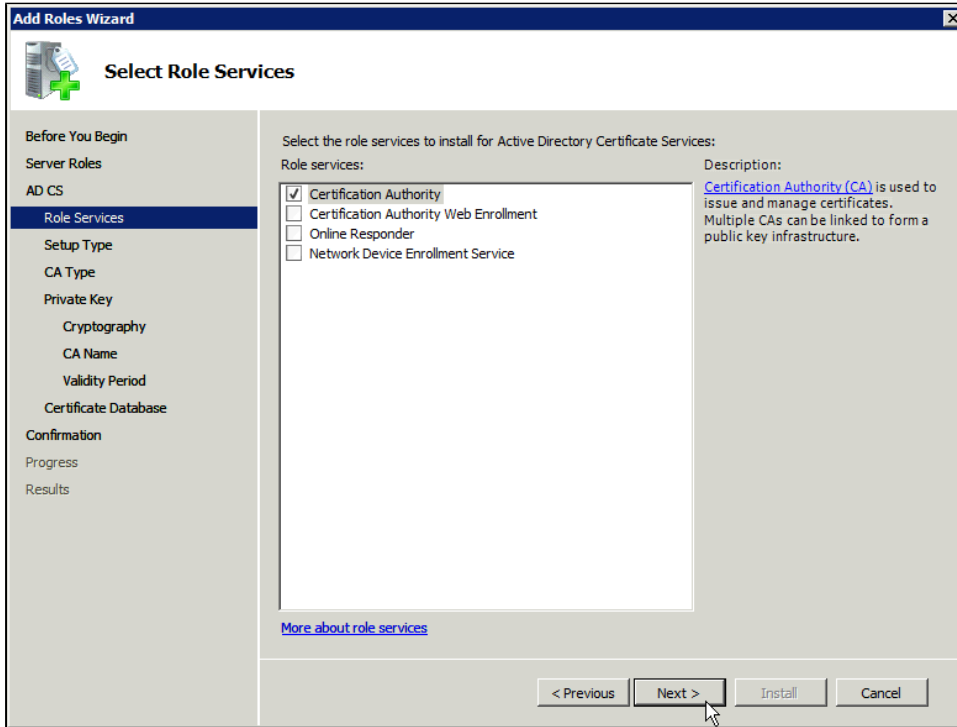 Add Roles Wizard
Select Role Services
Before You Begin
Server Roles
AD CS
Role Services
Setup Type
CA Type
Private Key
Cryptography
CA Name
Validity Period
Certificate Database
Confirmation
Progress
Results
Select the role services to install for Active Directory Certificate Services:
Role services:
Certification Authority
Certification Authority Web Enrollment
Online Responder
Network Device Enrollment Service
More about role services
Description:
Certification Authority (CA) is used to
issue and manage certificates.
Multiple CAs can be linked to form a
public key infrastructure.
< Previous
Next >
Install
Cancel